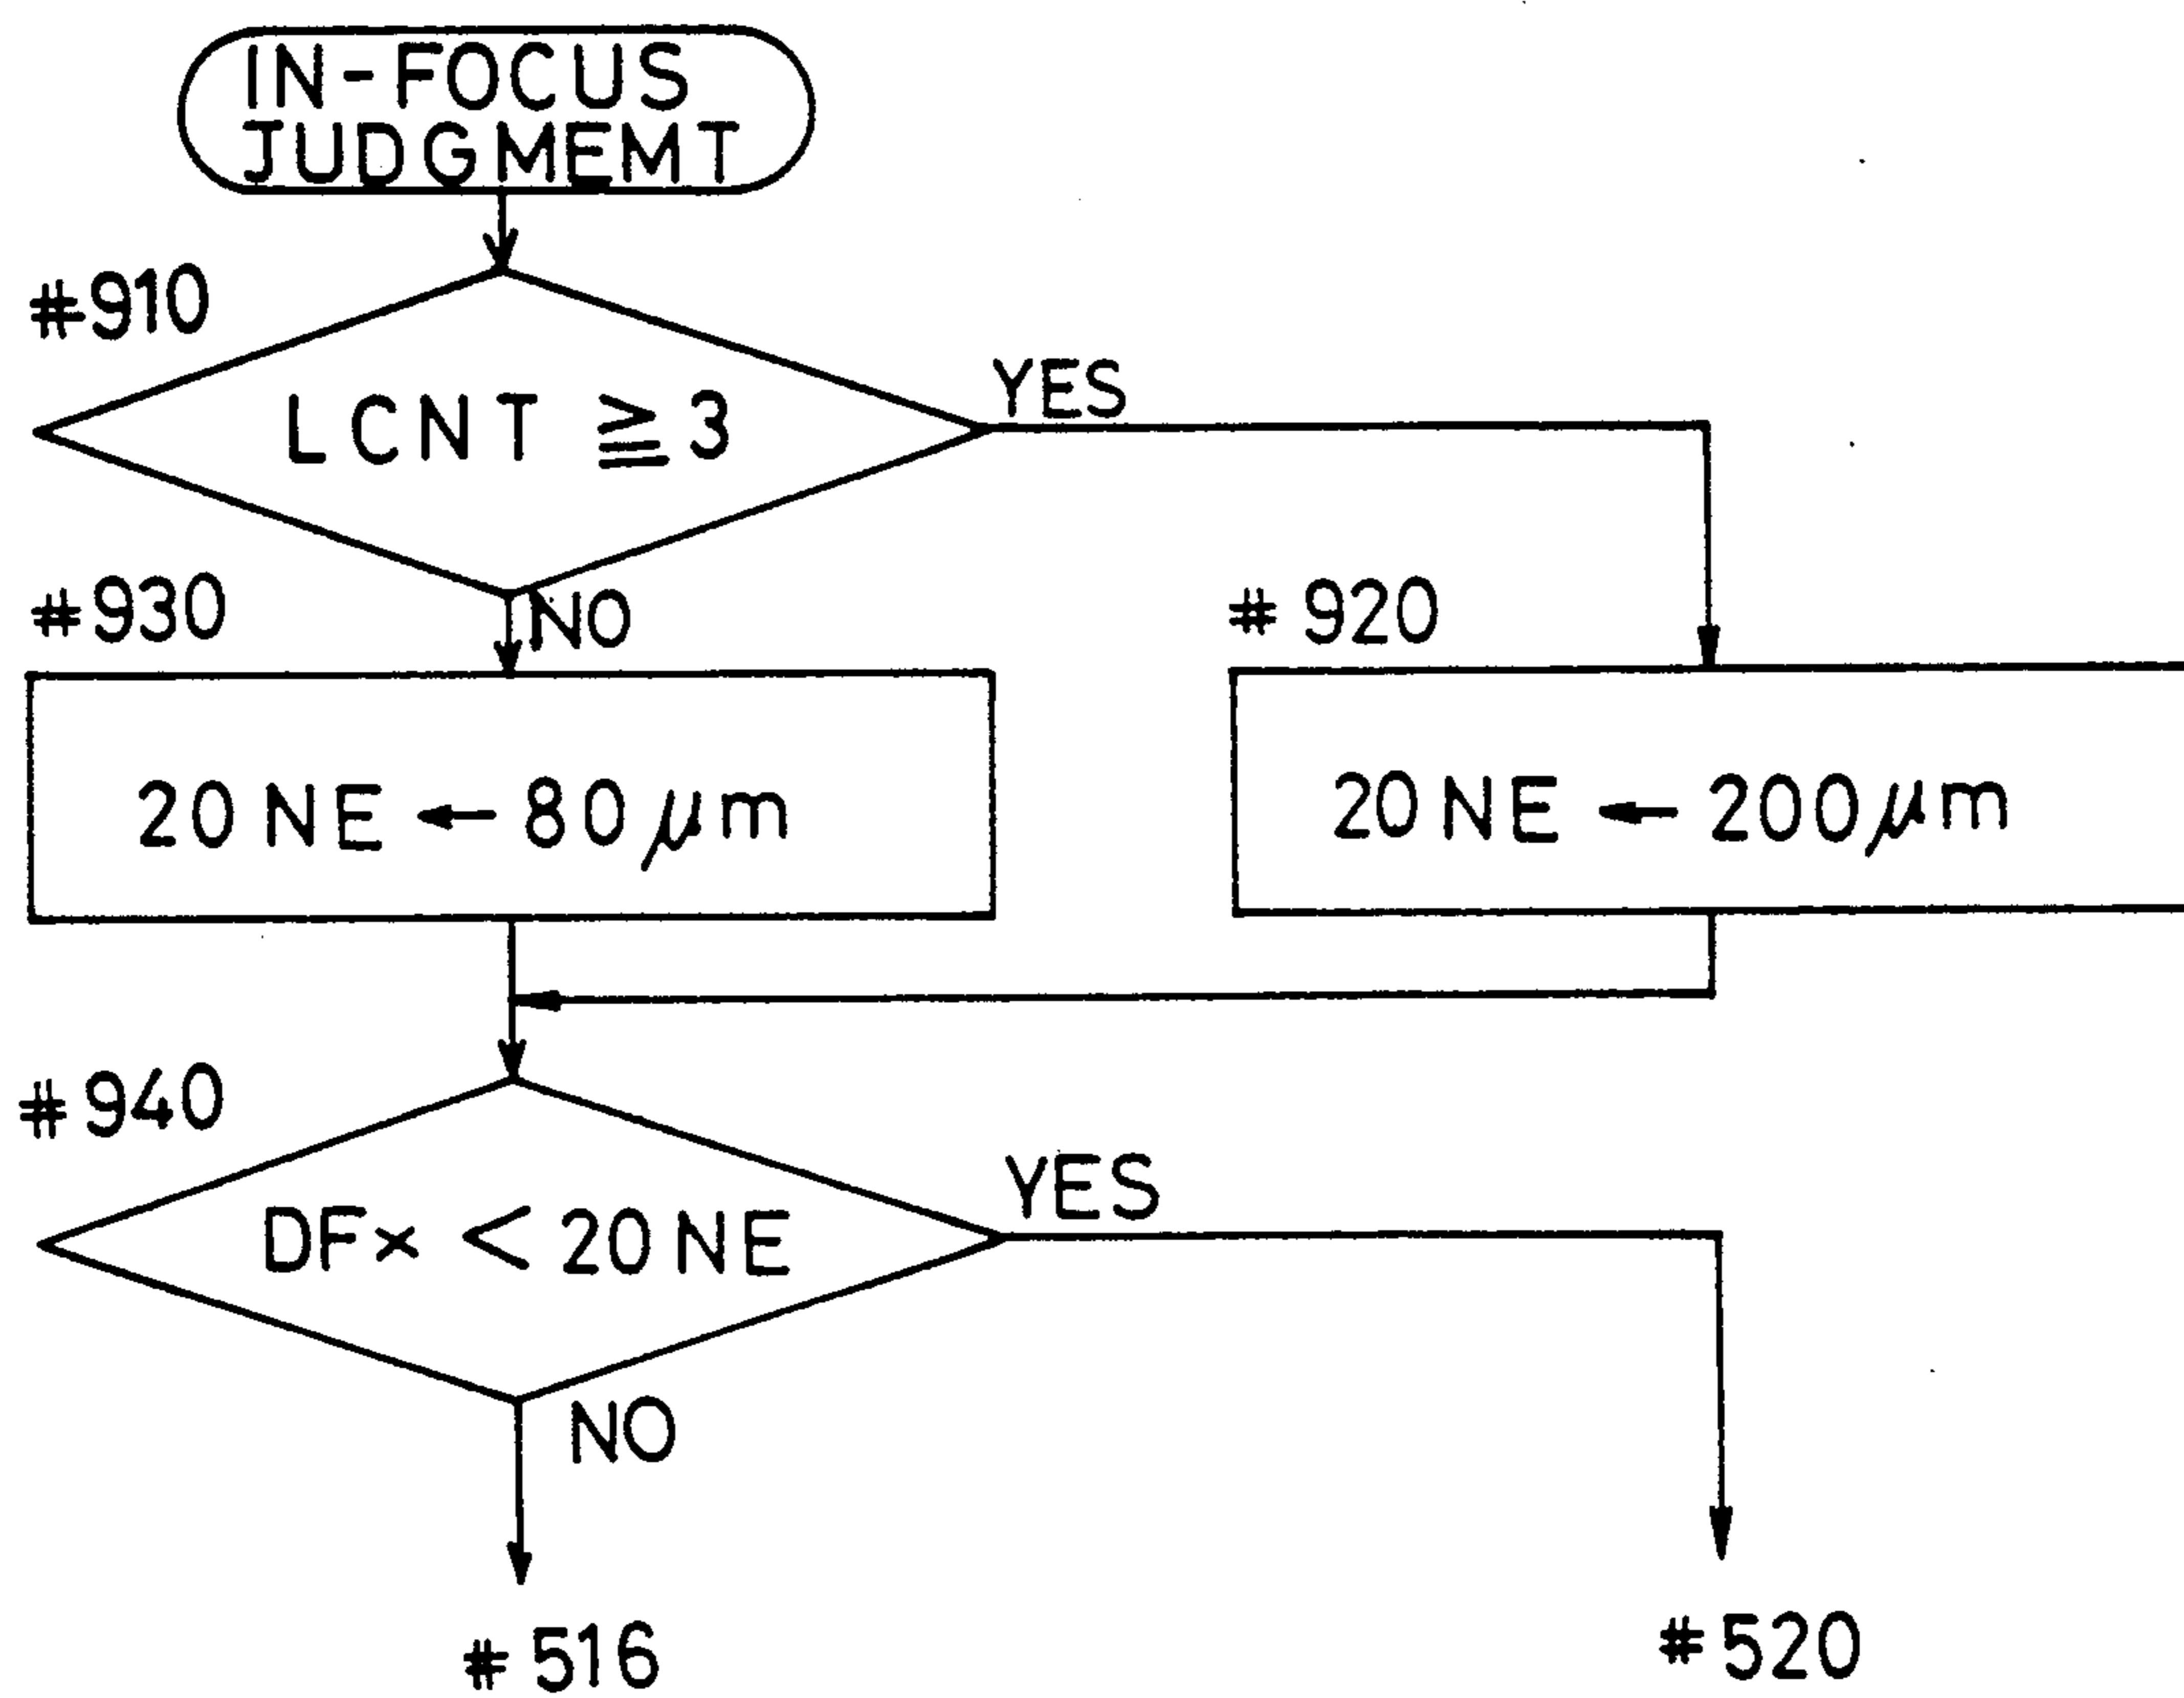 IN-FOCUS
JUDGMEMT
#910
LCNT ≧ 3
YES
NO
#930
#920
20NE ← 80μm
20NE ← 200μm
#940
DFx < 20NE
YES
NO
#516
#520